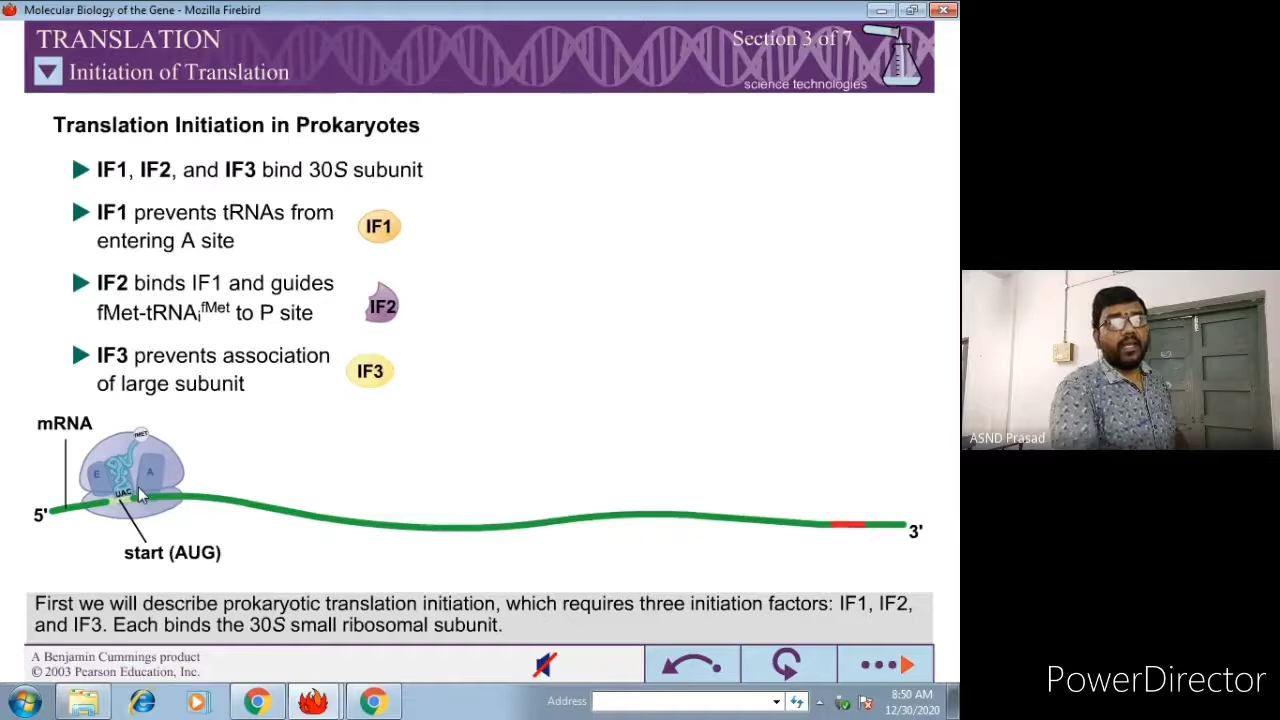 Molecular Biology of the Gene - Mozilla Firebird
TRANSLATION
Section 3 of 7
Initiation of Translation
science technologies
Translation Initiation in Prokaryotes
IF1, IF2, and IF3 bind 30S subunit
IF1 prevents tRNAs from
entering A site
IF1
IF2 binds IF1 and guides
fMet-tRNAifMet to P site
IF2
IF3 prevents association
of large subunit
IF3
mRNA
fMET
E
A
UAC
5'
3'
start (AUG)
First we will describe prokaryotic translation initiation, which requires three initiation factors: IF1, IF2,
and IF3. Each binds the 30S small ribosomal subunit.
A Benjamin Cummings product
© 2003 Pearson Education, Inc.
Address
8:50 AM
12/30/2020
ASND Prasad
PowerDirector